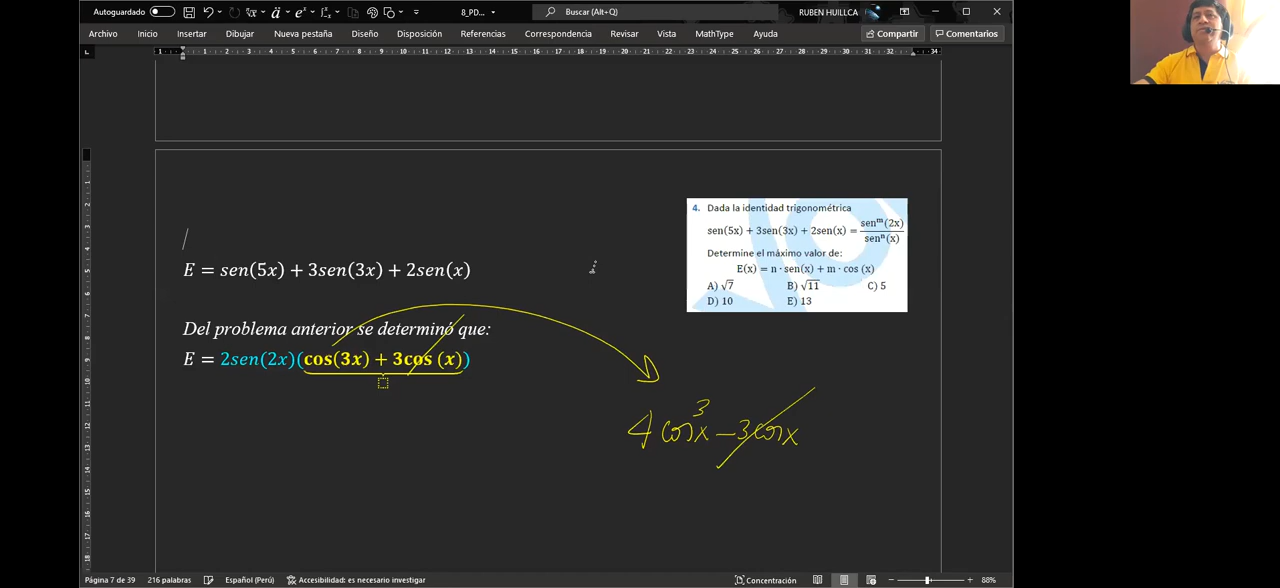 Autoguardado
8_PD...
Buscar (Alt+Q)
RUBEN HUILLCA
Archivo Inicio Insertar Dibujar Nueva pestaña Diseño Disposición Referencias Correspondencia Revisar Vista MathType Ayuda
Compartir Comentarios
4. Dada la identidad trigonométrica
sen(5x) + 3sen(3x) + 2sen(x) = sen^m(2x)/sen^n(x)
Determine el máximo valor de:
E(x) = n · sen(x) + m · cos (x)
A) √7 B) √11 C) 5
D) 10 E) 13
E = sen(5x) + 3sen(3x) + 2sen(x)
Del problema anterior se determinó que:
E = 2sen(2x)(cos(3x) + 3cos (x))
4 cos³x − 3cosx
Página 7 de 39 216 palabras Español (Perú) Accesibilidad: es necesario investigar Concentración 88%